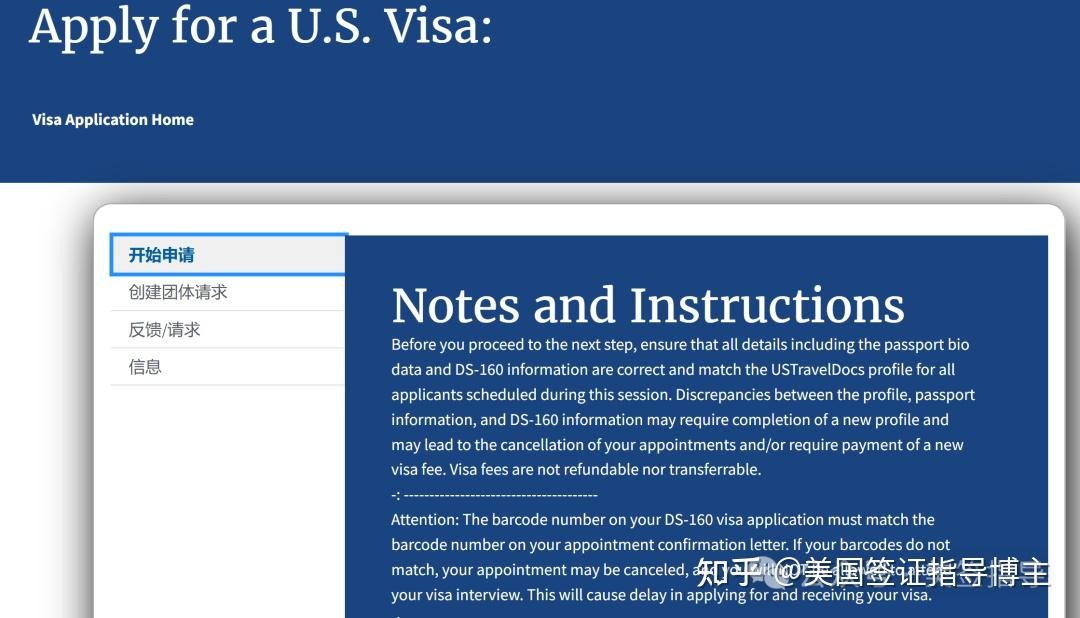 Apply for a U.S. Visa:
Visa Application Home
开始申请
创建团体请求
反馈/请求
信息
Notes and Instructions
Before you proceed to the next step, ensure that all details including the passport bio
data and DS-160 information are correct and match the USTravelDocs profile for all
applicants scheduled during this session. Discrepancies between the profile, passport
information, and DS-160 information may require completion of a new profile and
may lead to the cancellation of your appointments and/or require payment of a new
visa fee. Visa fees are not refundable nor transferrable.
-: --------------------------------------
Attention: The barcode number on your DS-160 visa application must match the
barcode number on your appointment confirmation letter. If your barcodes do not
match, your appointment may be canceled,
your visa interview. This will cause delay in applying for and receiving your visa.
知乎 @美国签证指导博主